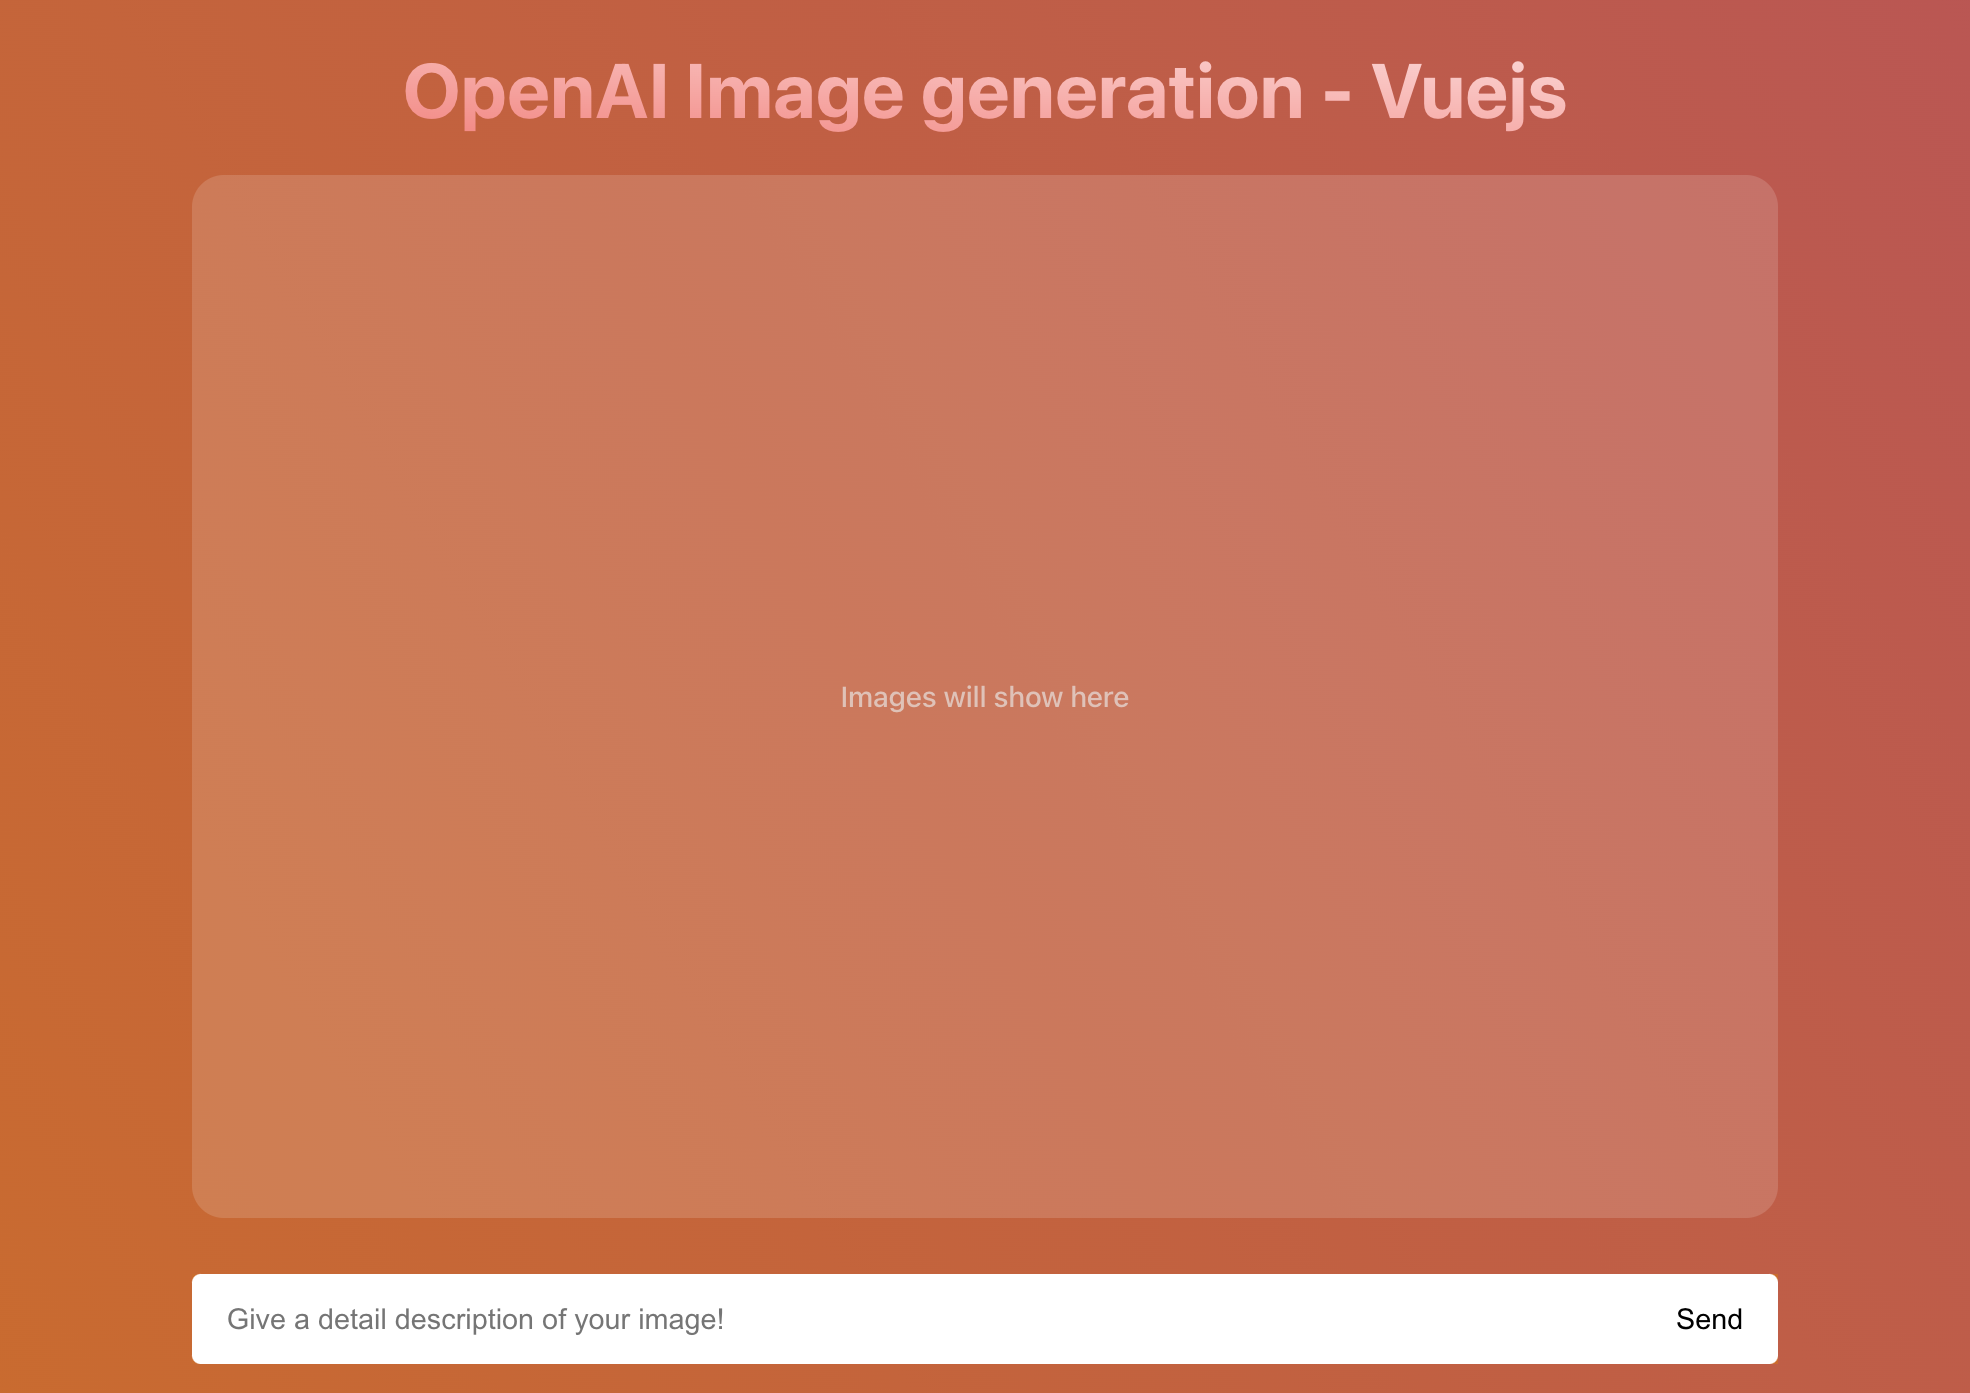 OpenAI Image generation - Vuejs
Images will show here
Give a detail description of your image!
Send